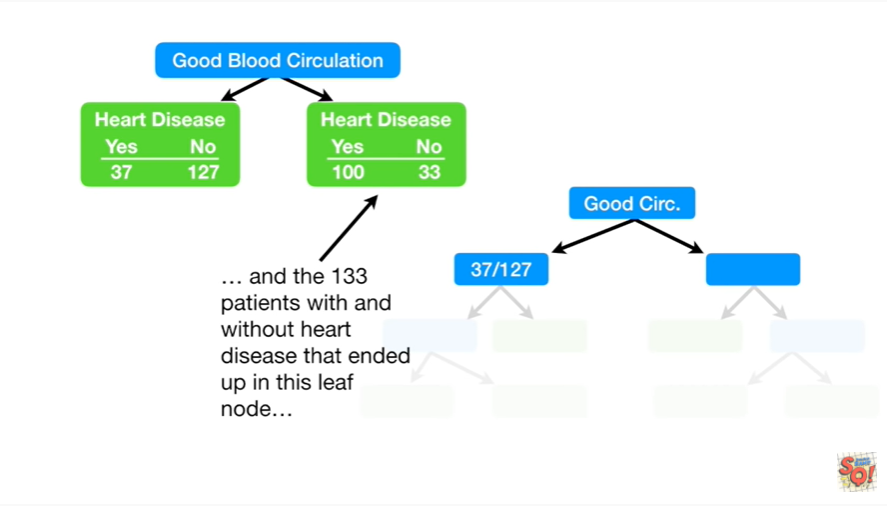 Good Blood Circulation
Heart Disease
Yes No
37 127
Heart Disease
Yes No
100 33
… and the 133
patients with and
without heart
disease that ended
up in this leaf
node…
Good Circ.
37/127
SQ!